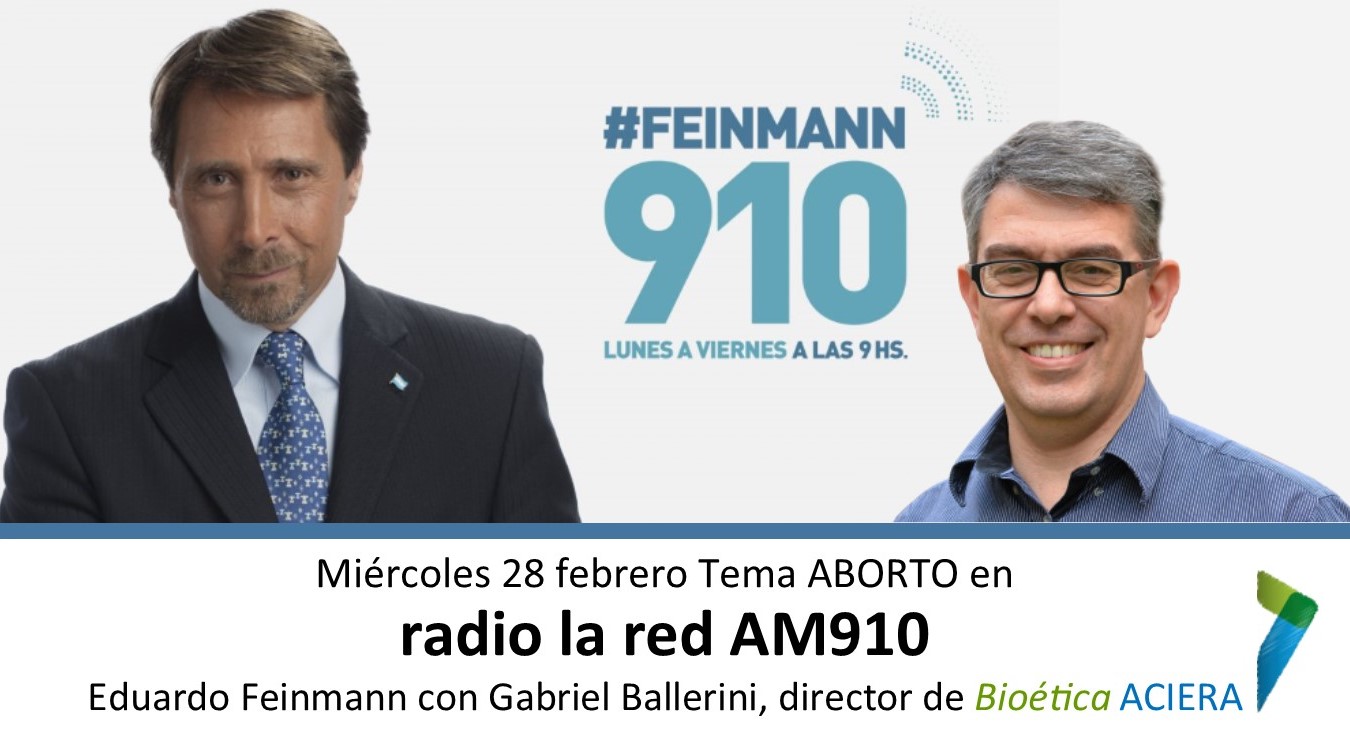 #FEINMANN
910
LUNES A VIERNES A LAS 9 HS.
Miércoles 28 febrero Tema ABORTO en
radio la red AM910
Eduardo Feinmann con Gabriel Ballerini, director de Bioética ACIERA